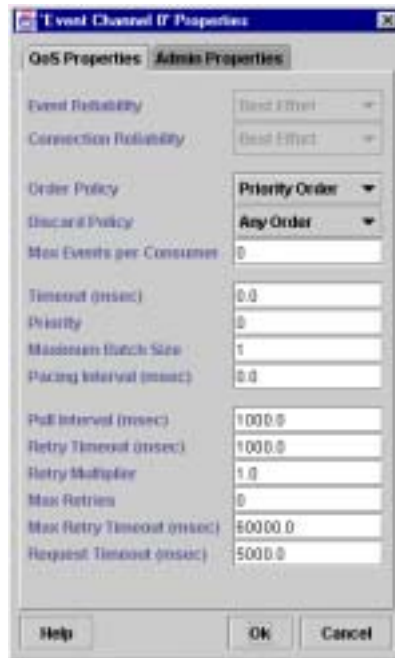 'Event Channel 0' Properties
QoS Properties Admin Properties
Event Reliability Best Effort
Connection Reliability Best Effort
Order Policy Priority Order
Discard Policy Any Order
Max Events per Consumer 0
Timeout (msec) 0.0
Priority 0
Maximum Batch Size 1
Pacing Interval (msec) 0.0
Pull Interval (msec) 1000.0
Retry Timeout (msec) 1000.0
Retry Multiplier 1.0
Max Retries 0
Max Retry Timeout (msec) 60000.0
Request Timeout (msec) 5000.0
Help Ok Cancel